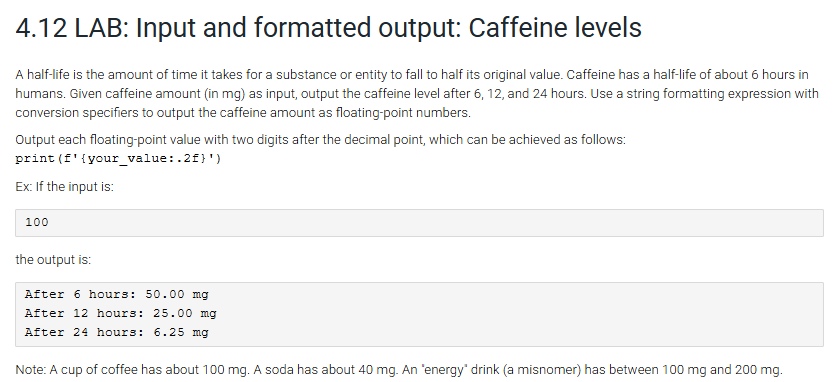 4.12 LAB: Input and formatted output: Caffeine levels
A half-life is the amount of time it takes for a substance or entity to fall to half its original value. Caffeine has a half-life of about 6 hours in
humans. Given caffeine amount (in mg) as input, output the caffeine level after 6, 12, and 24 hours. Use a string formatting expression with
conversion specifiers to output the caffeine amount as floating-point numbers.
Output each floating-point value with two digits after the decimal point, which can be achieved as follows:
print(f'{your_value:.2f}')
Ex: If the input is:
100
the output is:
After 6 hours: 50.00 mg
After 12 hours: 25.00 mg
After 24 hours: 6.25 mg
Note: A cup of coffee has about 100 mg. A soda has about 40 mg. An "energy" drink (a misnomer) has between 100 mg and 200 mg.